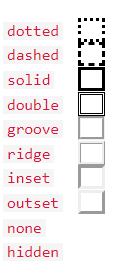 dotted
dashed
solid
double
groove
ridge
inset
outset
none
hidden